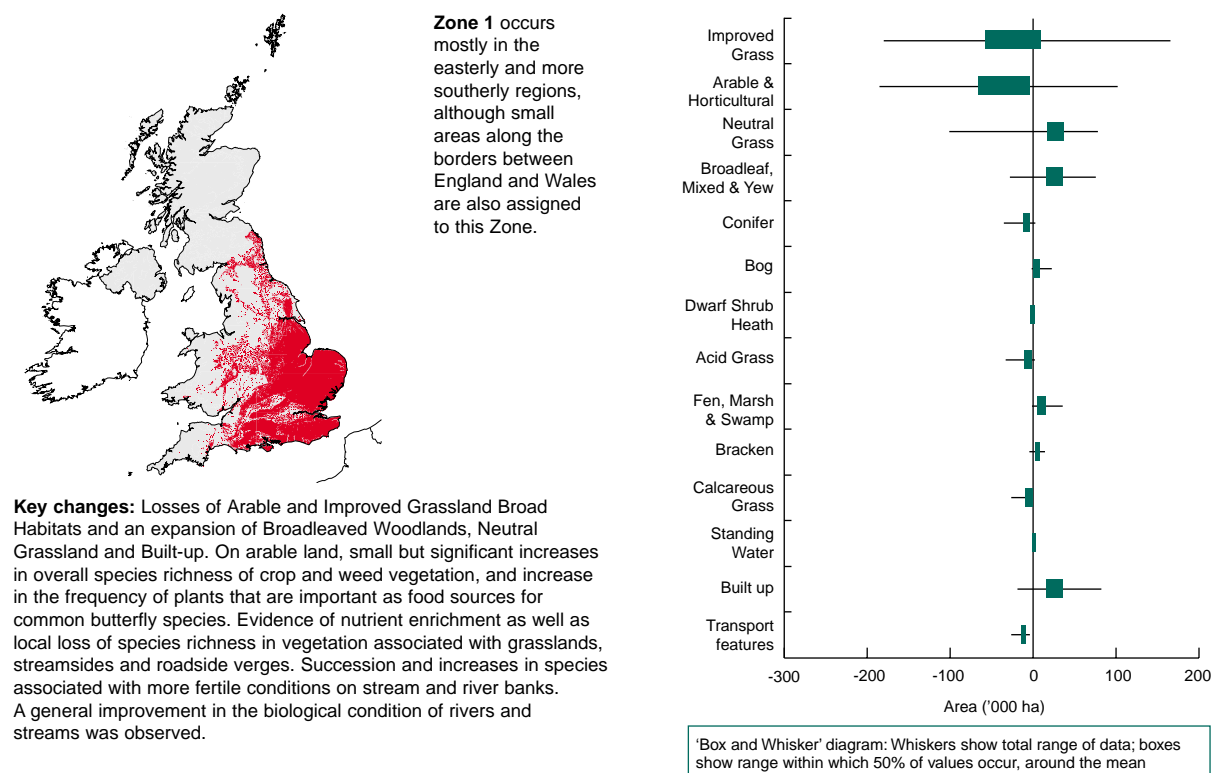 Zone 1 occurs
mostly in the
easterly and more
southerly regions,
although small
areas along the
borders between
England and Wales
are also assigned
to this Zone.
Key changes: Losses of Arable and Improved Grassland Broad
Habitats and an expansion of Broadleaved Woodlands, Neutral
Grassland and Built-up. On arable land, small but significant increases
in overall species richness of crop and weed vegetation, and increase
in the frequency of plants that are important as food sources for
common butterfly species. Evidence of nutrient enrichment as well as
local loss of species richness in vegetation associated with grasslands,
streamsides and roadside verges. Succession and increases in species
associated with more fertile conditions on stream and river banks.
A general improvement in the biological condition of rivers and
streams was observed.
Improved
Grass
Arable &
Horticultural
Neutral
Grass
Broadleaf,
Mixed & Yew
Conifer
Bog
Dwarf Shrub
Heath
Acid Grass
Fen, Marsh
& Swamp
Bracken
Calcareous
Grass
Standing
Water
Built up
Transport
features
-300 -200 -100 0 100 200
Area ('000 ha)
'Box and Whisker' diagram: Whiskers show total range of data; boxes
show range within which 50% of values occur, around the mean